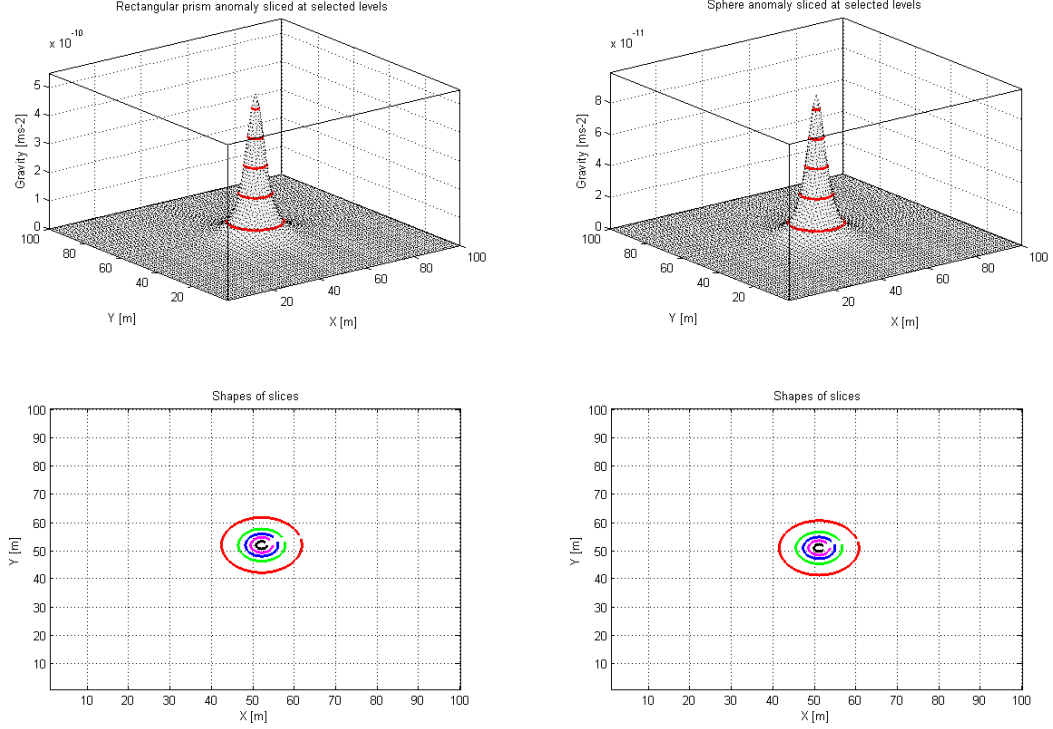 Rectangular prism anomaly sliced at selected levels
x 10^-10
5
4
3
2
1
0
Gravity [ms-2]
100
80
60
40
20
Y [m]
20
40
60
80
100
X [m]
Sphere anomaly sliced at selected levels
x 10^-11
8
6
4
2
0
Gravity [ms-2]
100
80
60
40
20
Y [m]
20
40
60
80
100
X [m]
Shapes of slices
100
90
80
70
60
50
40
30
20
10
Y [m]
10 20 30 40 50 60 70 80 90 100
X [m]
Shapes of slices
100
90
80
70
60
50
40
30
20
10
Y [m]
10 20 30 40 50 60 70 80 90 100
X [m]